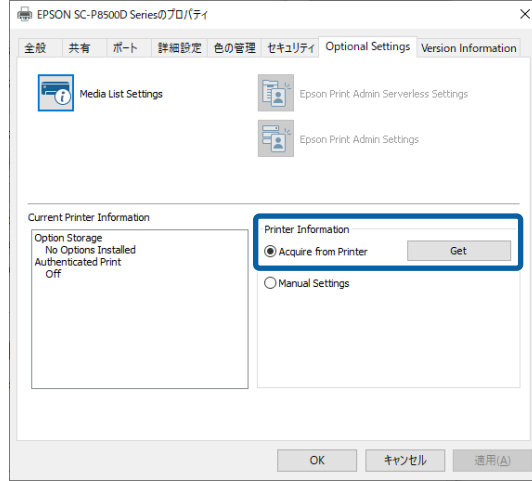 EPSON SC-P8500D Seriesのプロパティ
全般 共有 ポート 詳細設定 色の管理 セキュリティ Optional Settings Version Information
Media List Settings
Epson Print Admin Serverless Settings
Epson Print Admin Settings
Current Printer Information
Option Storage
No Options Installed
Authenticated Print
Off
Printer Information
Acquire from Printer
Get
Manual Settings
OK キャンセル 適用(A)